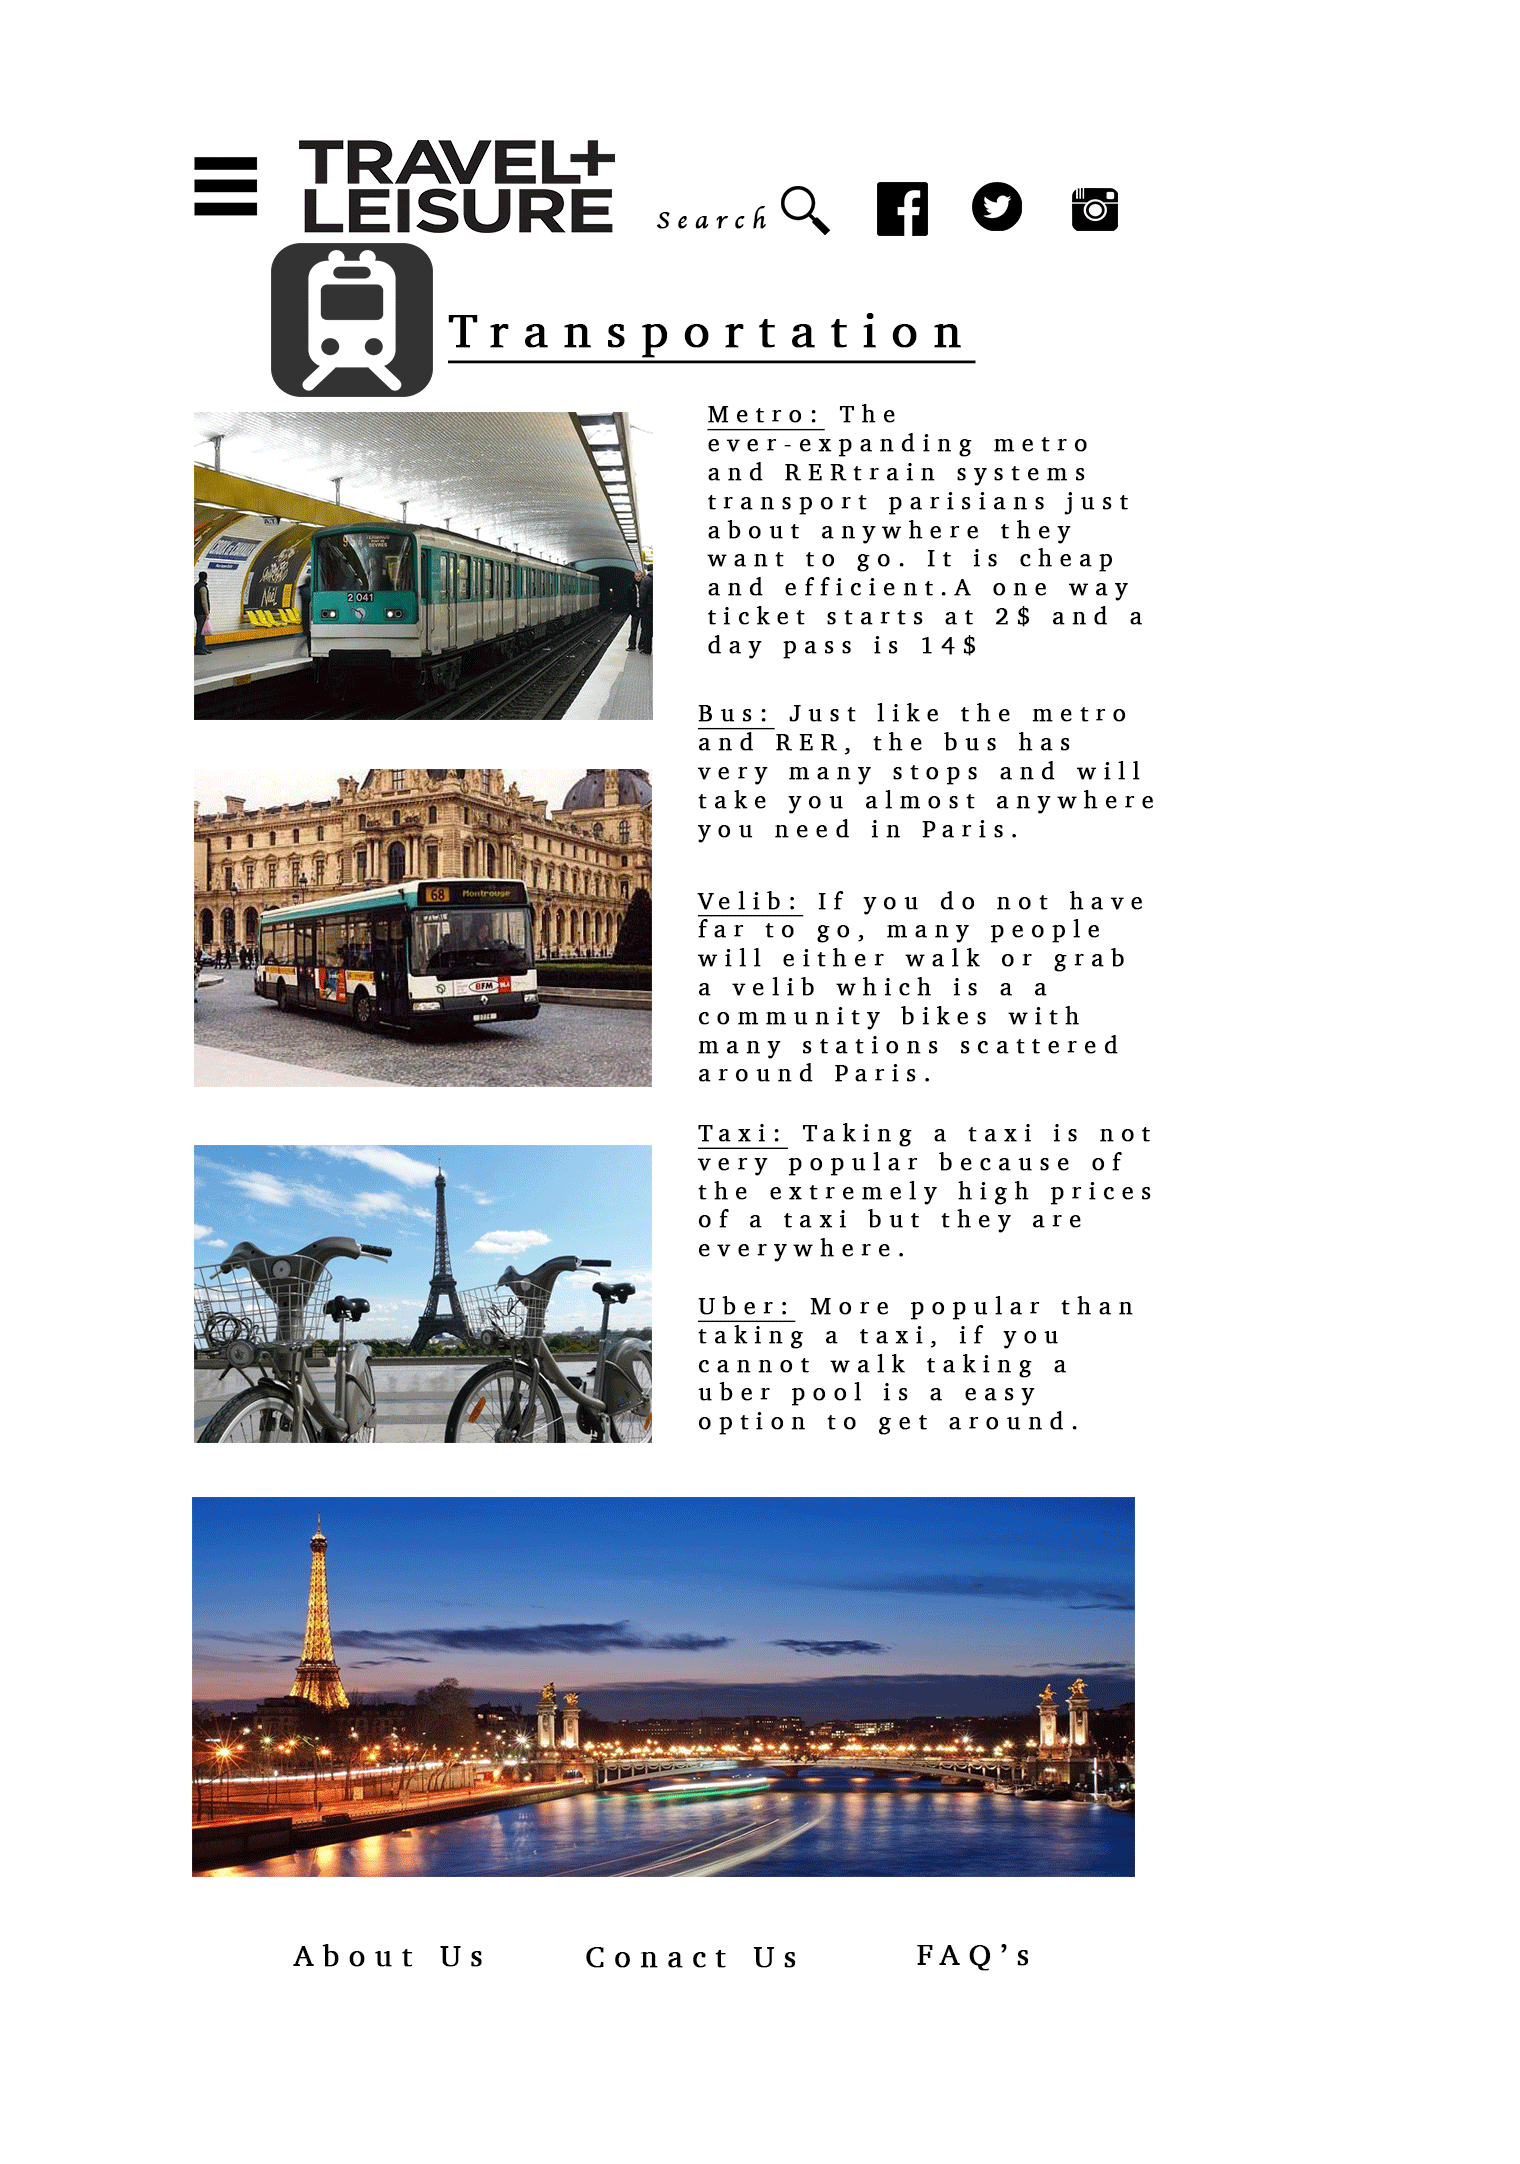 TRAVEL+
LEISURE
Search
Transportation
Metro: The
ever-expanding metro
and RERtrain systems
transport parisians just
about anywhere they
want to go. It is cheap
and efficient.A one way
ticket starts at 2$ and a
day pass is 14$
2041
Bus: Just like the metro
and RER, the bus has
very many stops and will
take you almost anywhere
you need in Paris.
68 Montrouge
BFM
Velib: If you do not have
far to go, many people
will either walk or grab
a velib which is a a
community bikes with
many stations scattered
around Paris.
Taxi: Taking a taxi is not
very popular because of
the extremely high prices
of a taxi but they are
everywhere.
Uber: More popular than
taking a taxi, if you
cannot walk taking a
uber pool is a easy
option to get around.
About Us
Conact Us
FAQ’s